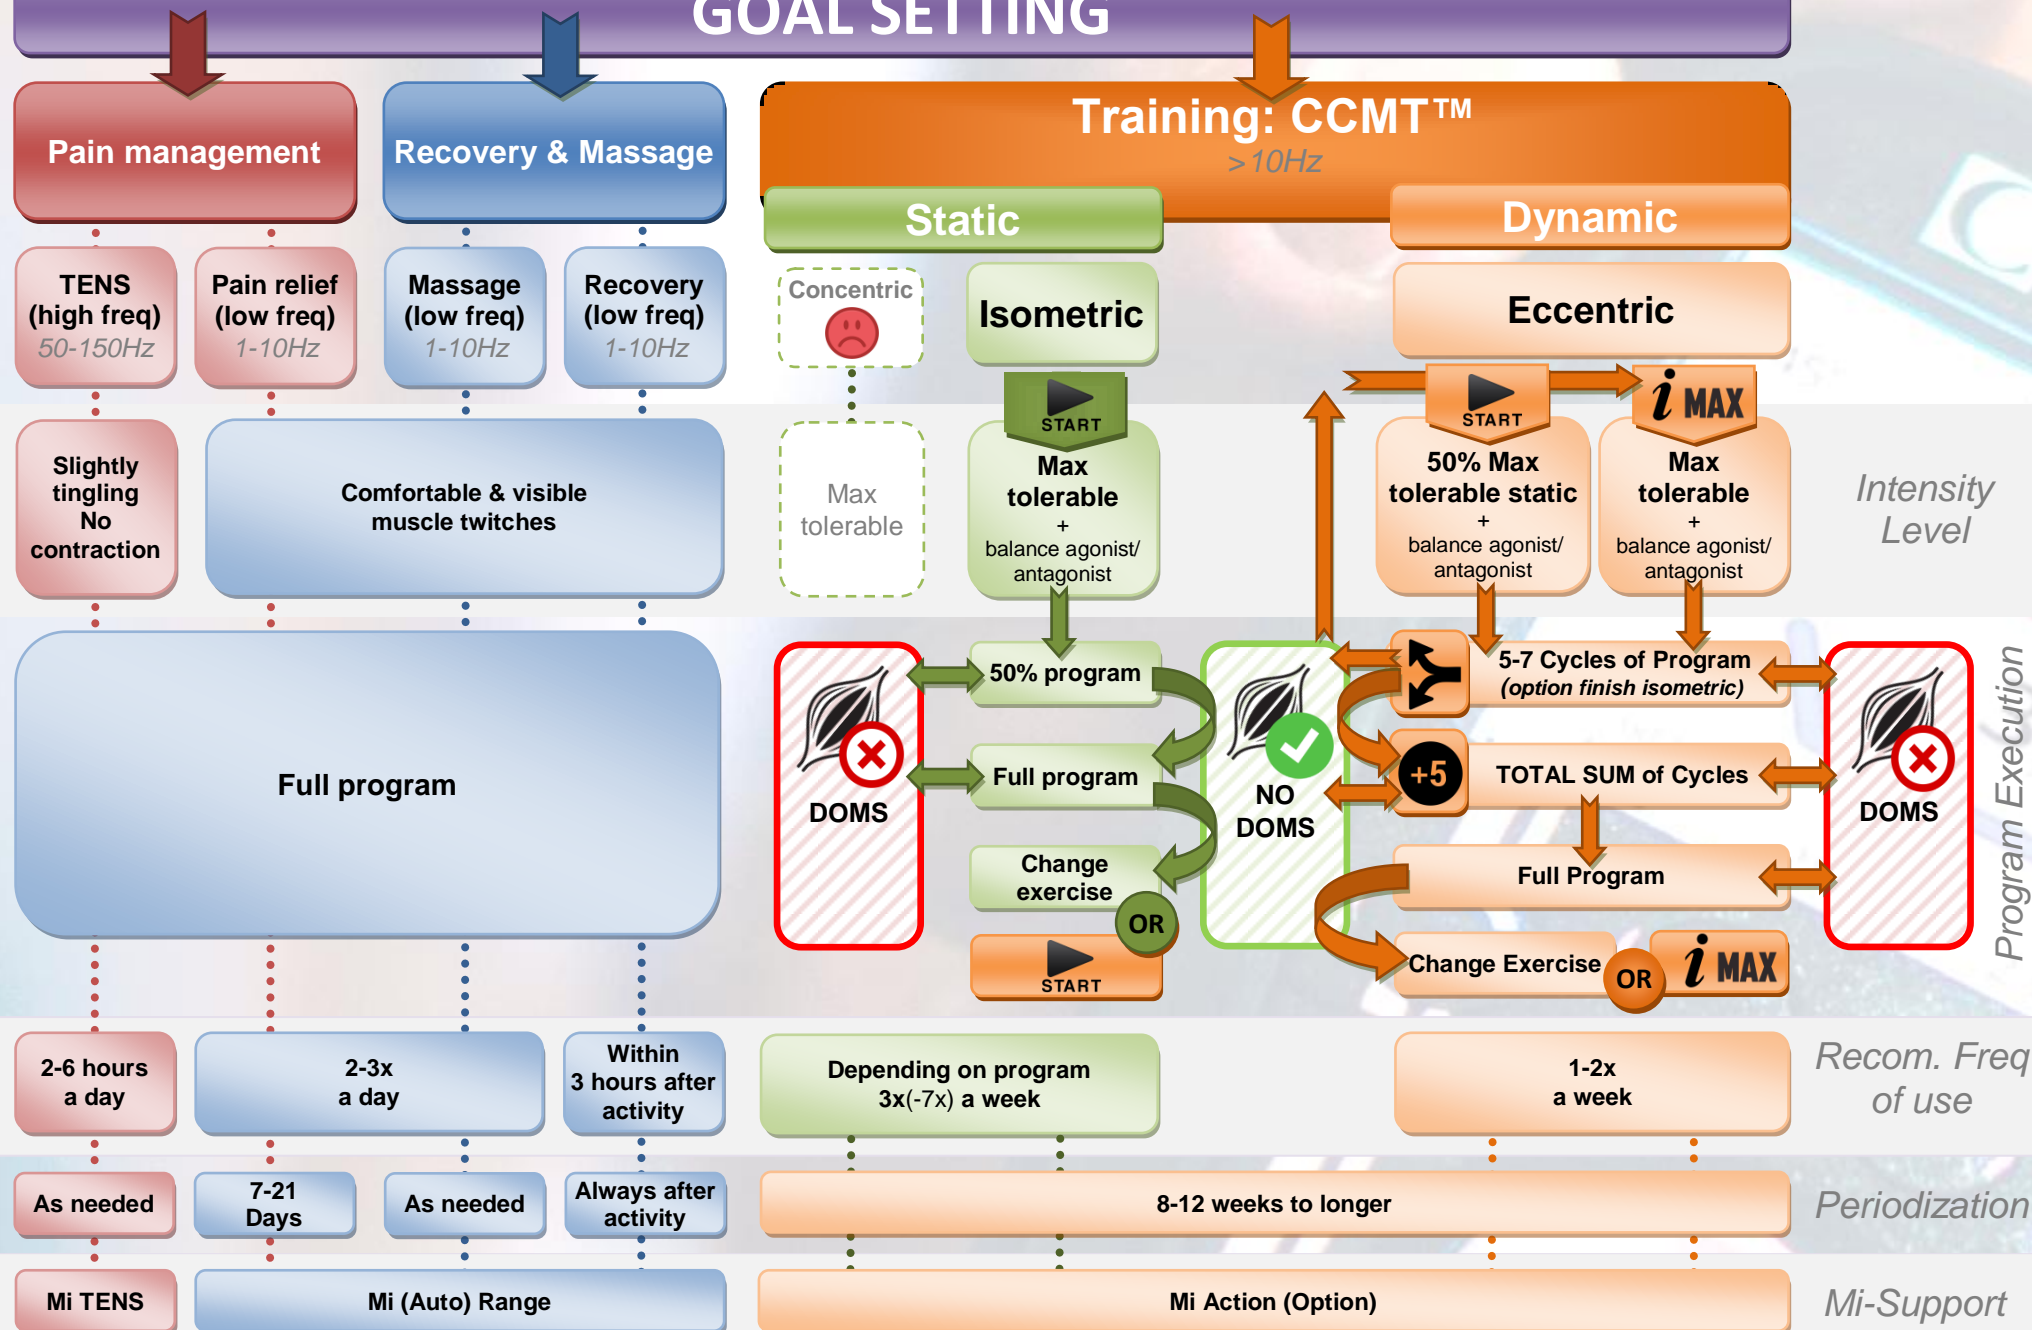 GOAL SETTING
Pain management
Recovery & Massage
Training: CCMT™
>10Hz
Static
Dynamic
TENS
(high freq)
50-150Hz
Pain relief
(low freq)
1-10Hz
Massage
(low freq)
1-10Hz
Recovery
(low freq)
1-10Hz
Concentric
Isometric
Eccentric
START
START
i MAX
Slightly
tingling
No
contraction
Comfortable & visible
muscle twitches
Max
tolerable
Max
tolerable
+
balance agonist/
antagonist
50% Max
tolerable static
+
balance agonist/
antagonist
Max
tolerable
+
balance agonist/
antagonist
Intensity
Level
Full program
DOMS
50% program
Full program
Change
exercise
OR
START
NO
DOMS
5-7 Cycles of Program
(option finish isometric)
+5
TOTAL SUM of Cycles
Full Program
Change Exercise
OR
i MAX
DOMS
Program Execution
2-6 hours
a day
2-3x
a day
Within
3 hours after
activity
Depending on program
3x(-7x) a week
1-2x
a week
Recom. Freq
of use
As needed
7-21
Days
As needed
Always after
activity
8-12 weeks to longer
Periodization
Mi TENS
Mi (Auto) Range
Mi Action (Option)
Mi-Support